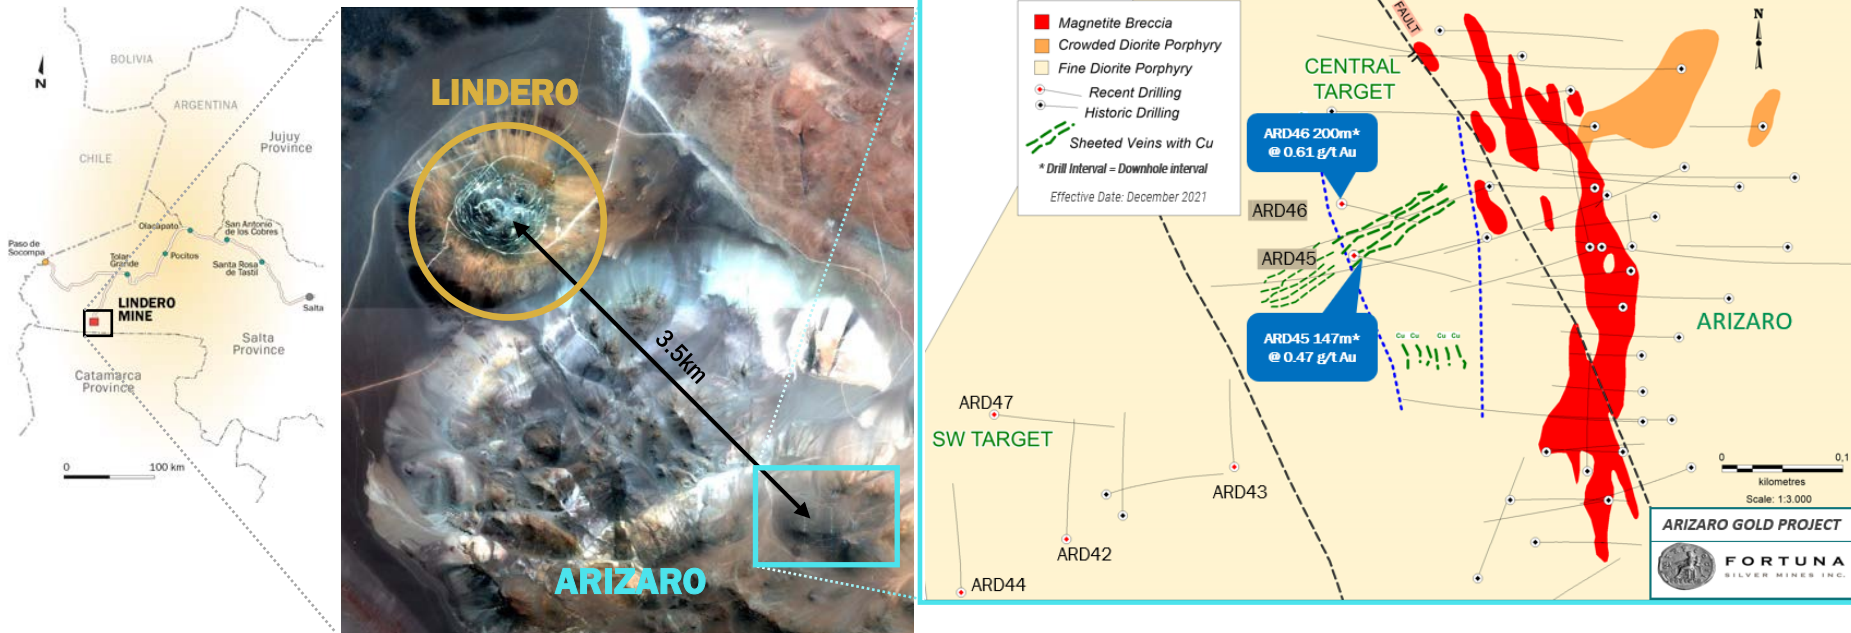 BOLIVIA
N
ARGENTINA
Jujuy
Province
CHILE
Olacapato
San Antonio
de los Cobres
Paso de
Socompa
Tolar
Grande
Pocitos
Santa Rosa
de Tastil
LINDERO
MINE
Salta
Salta
Province
Catamarca
Province
0 100 km
LINDERO
3.5km
ARIZARO
Magnetite Breccia
Crowded Diorite Porphyry
Fine Diorite Porphyry
Recent Drilling
Historic Drilling
Sheeted Veins with Cu
* Drill Interval = Downhole interval
Effective Date: December 2021
FAULT
N
CENTRAL
TARGET
ARD46 200m*
@ 0.61 g/t Au
ARD46
ARD45
ARD45 147m*
@ 0.47 g/t Au
Cu Cu Cu Cu
ARIZARO
ARD47
SW TARGET
ARD43
ARD42
ARD44
0 0,1
kilometres
Scale: 1:3.000
ARIZARO GOLD PROJECT
FORTUNA
SILVER MINES INC.